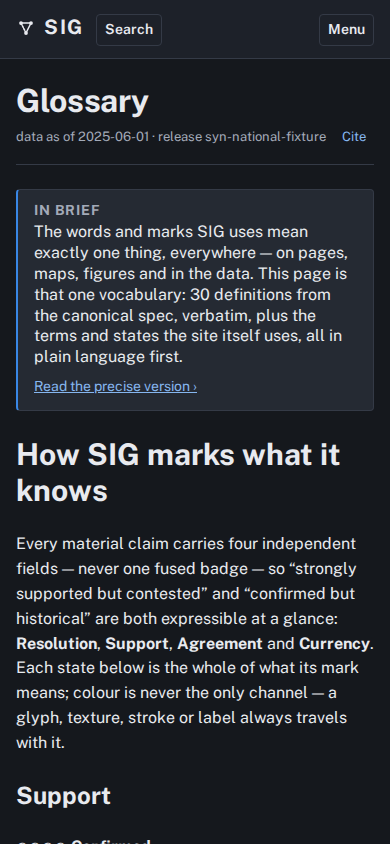 SIG Search Menu
Glossary
data as of 2025-06-01 · release syn-national-fixture Cite
IN BRIEF
The words and marks SIG uses mean
exactly one thing, everywhere — on pages,
maps, figures and in the data. This page is
that one vocabulary: 30 definitions from
the canonical spec, verbatim, plus the
terms and states the site itself uses, all in
plain language first.
Read the precise version ›
How SIG marks what it
knows
Every material claim carries four independent
fields — never one fused badge — so “strongly
supported but contested” and “confirmed but
historical” are both expressible at a glance:
Resolution, Support, Agreement and Currency.
Each state below is the whole of what its mark
means; colour is never the only channel — a
glyph, texture, stroke or label always travels
with it.
Support